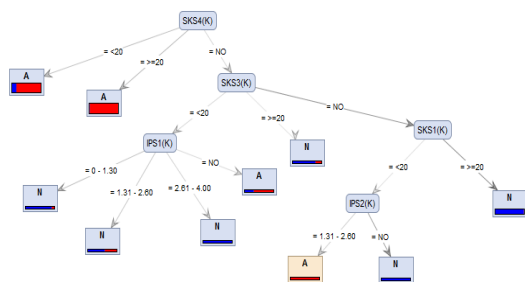 SKS4(K)
= <20
= >=20
= NO
A
A
SKS3(K)
= <20
= >=20
= NO
IPS1(K)
N
SKS1(K)
= 0 - 1.30
= 1.31 - 2.60
= 2.61 - 4.00
= NO
A
= <20
= >=20
N
N
N
IPS2(K)
N
= 1.31 - 2.60
= NO
A
N